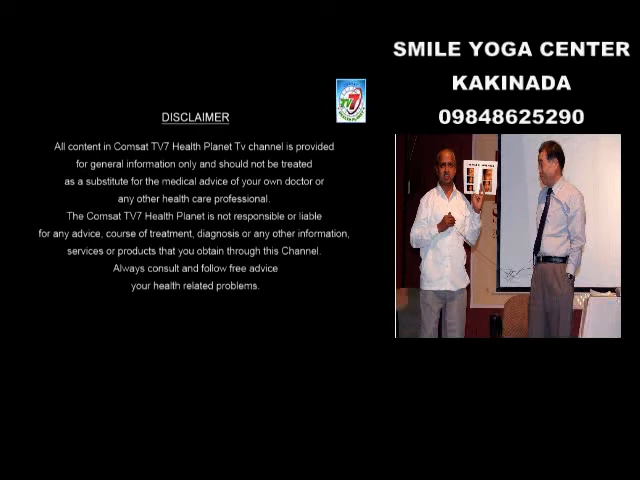 SMILE YOGA CENTER
KAKINADA
09848625290
TV7
HEALTH PLANET
DISCLAIMER
All content in Comsat TV7 Health Planet Tv channel is provided
for general information only and should not be treated
as a substitute for the medical advice of your own doctor or
any other health care professional.
The Comsat TV7 Health Planet is not responsible or liable
for any advice, course of treatment, diagnosis or any other information,
services or products that you obtain through this Channel.
Always consult and follow free advice
your health related problems.